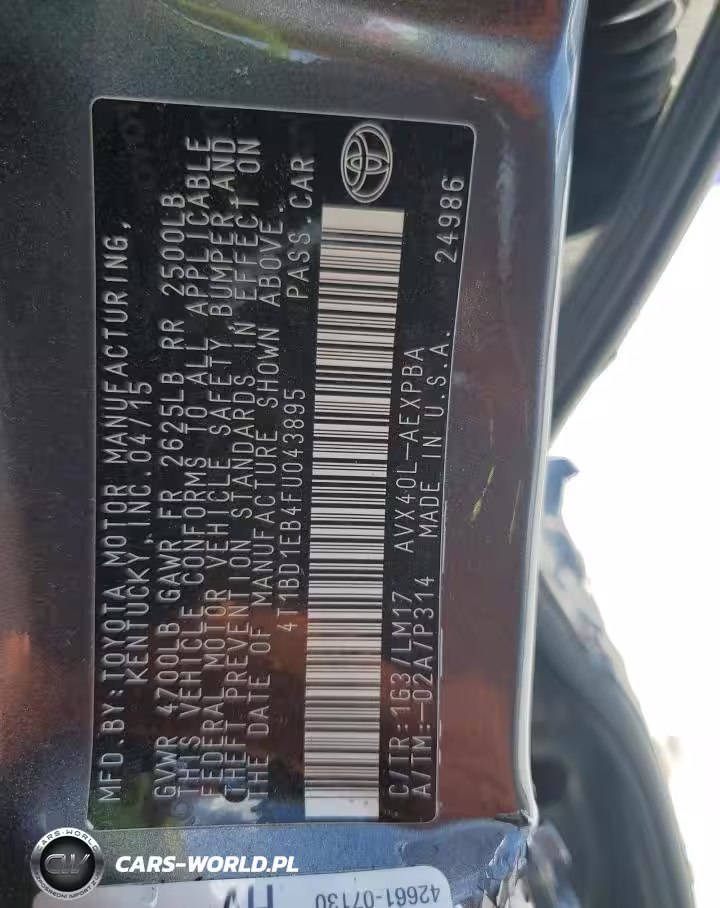 MFD.BY:TOYOTA MOTOR MANUFACTURING,
KENTUCKY, INC.04/15
GVWR 4700LB GAWR FR 2625LB RR 2500LB
THIS VEHICLE CONFORMS TO ALL APPLICABLE
FEDERAL MOTOR VEHICLE SAFETY,BUMPER,AND
THEFT PREVENTION STANDARDS IN EFFECT ON
THE DATE OF MANUFACTURE SHOWN ABOVE.
4T1BD1EB4FU043895 PASS.CAR
C/TR:1G3/LM17 AVX40L-AEXPBA
A/TM:-02A/P314 MADE IN U.S.A. 24986
42661-07130
CARS-WORLD
CW
CARS-WORLD.PL